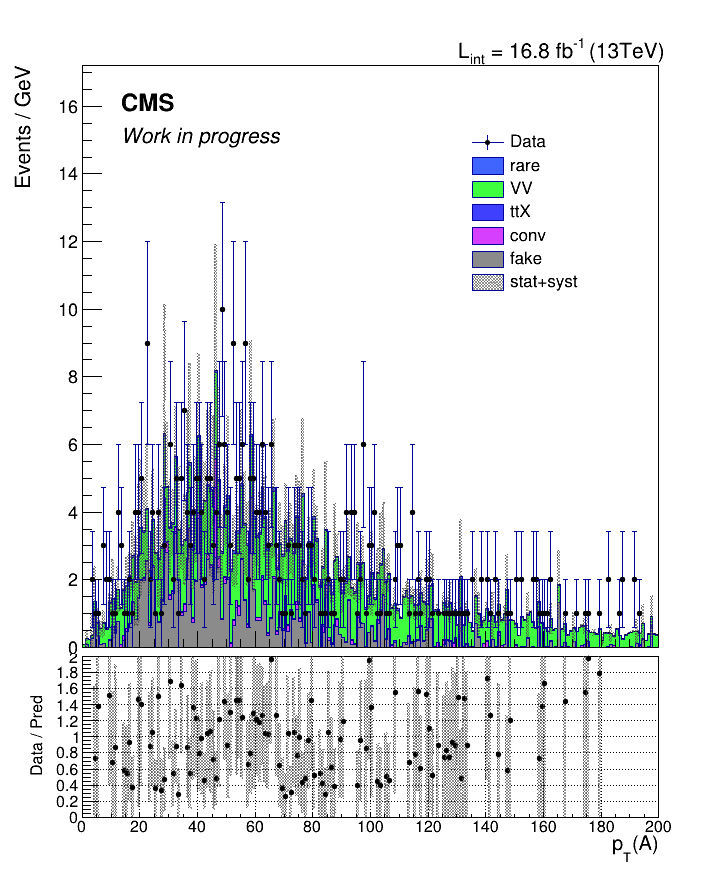 L_int = 16.8 fb^-1 (13TeV)
Events / GeV
CMS
Work in progress
Data
rare
VV
ttX
conv
fake
stat+syst
16
14
12
10
8
6
4
2
0
Data / Pred
2
1.8
1.6
1.4
1.2
1
0.8
0.6
0.4
0.2
0
0 20 40 60 80 100 120 140 160 180 200
p_T(A)